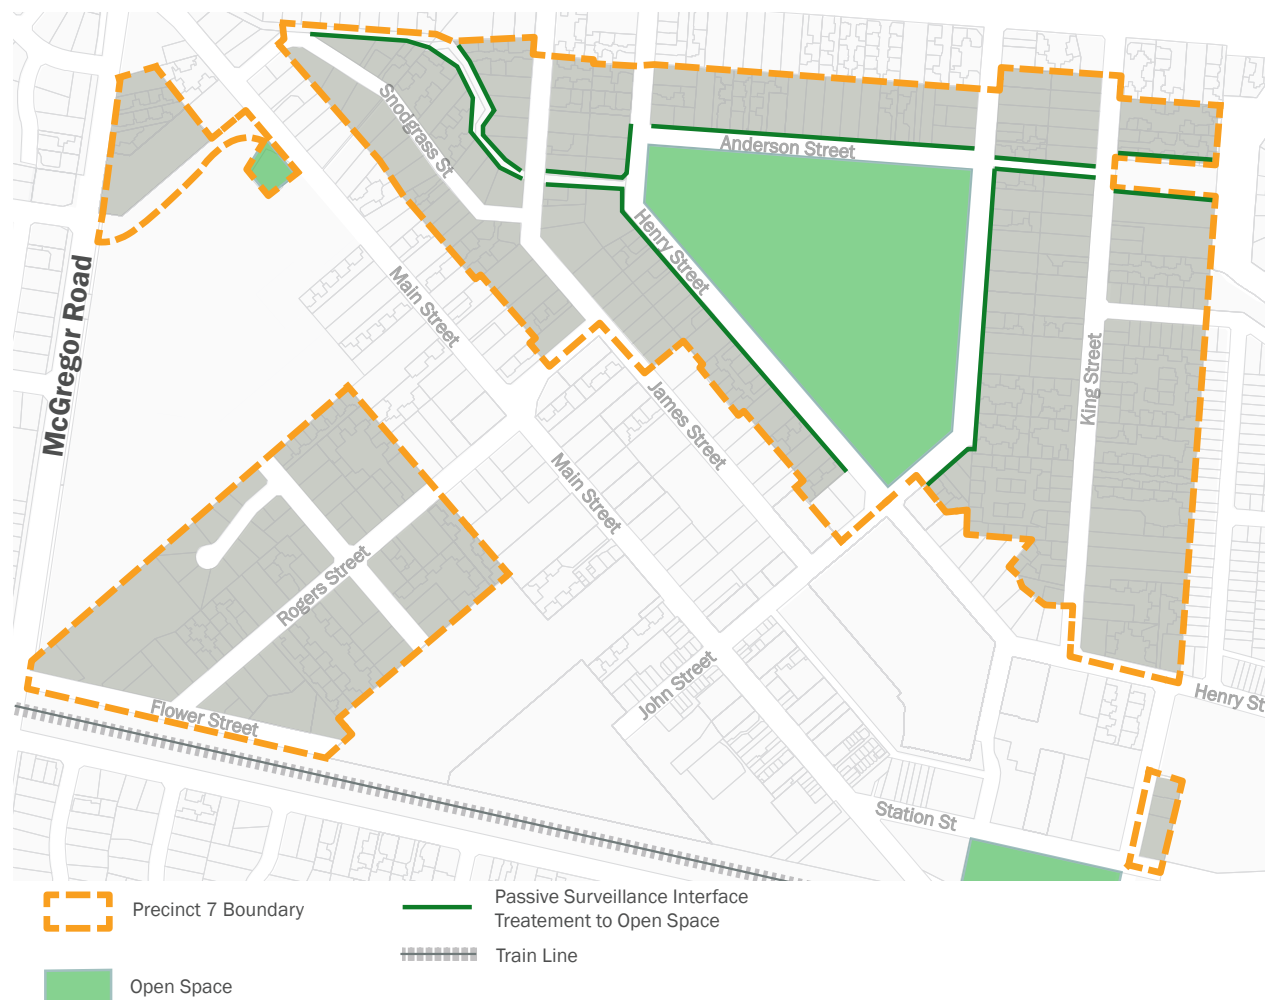 Snodgrass St
Anderson Street
Henry Street
Main Street
McGregor Road
King Street
James Street
Main Street
Rogers Street
John Street
Flower Street
Henry St
Station St
Precinct 7 Boundary
Passive Surveillance Interface
Treatement to Open Space
Train Line
Open Space